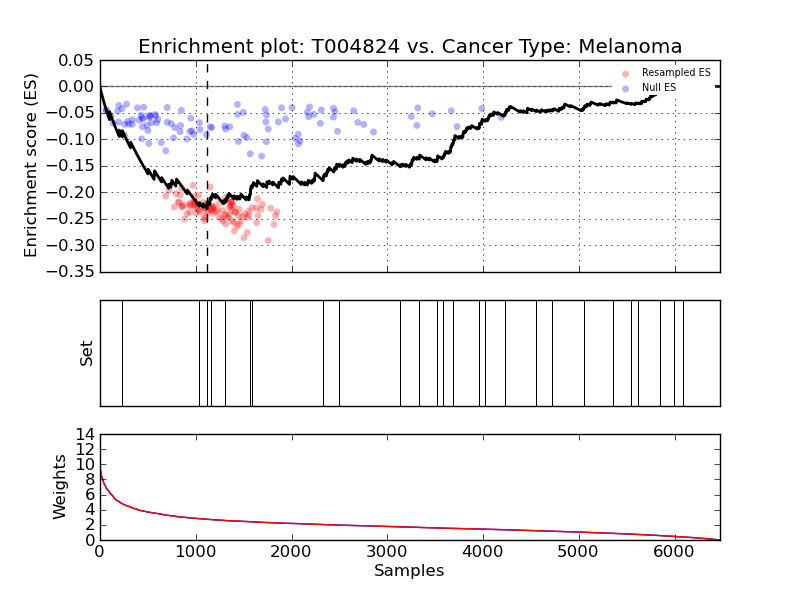 Enrichment plot: T004824 vs. Cancer Type: Melanoma
Enrichment score (ES)
0.05
0.00
−0.05
−0.10
−0.15
−0.20
−0.25
−0.30
−0.35
Resampled ES
Null ES
Set
Weights
14
12
10
8
6
4
2
0
0 1000 2000 3000 4000 5000 6000
Samples